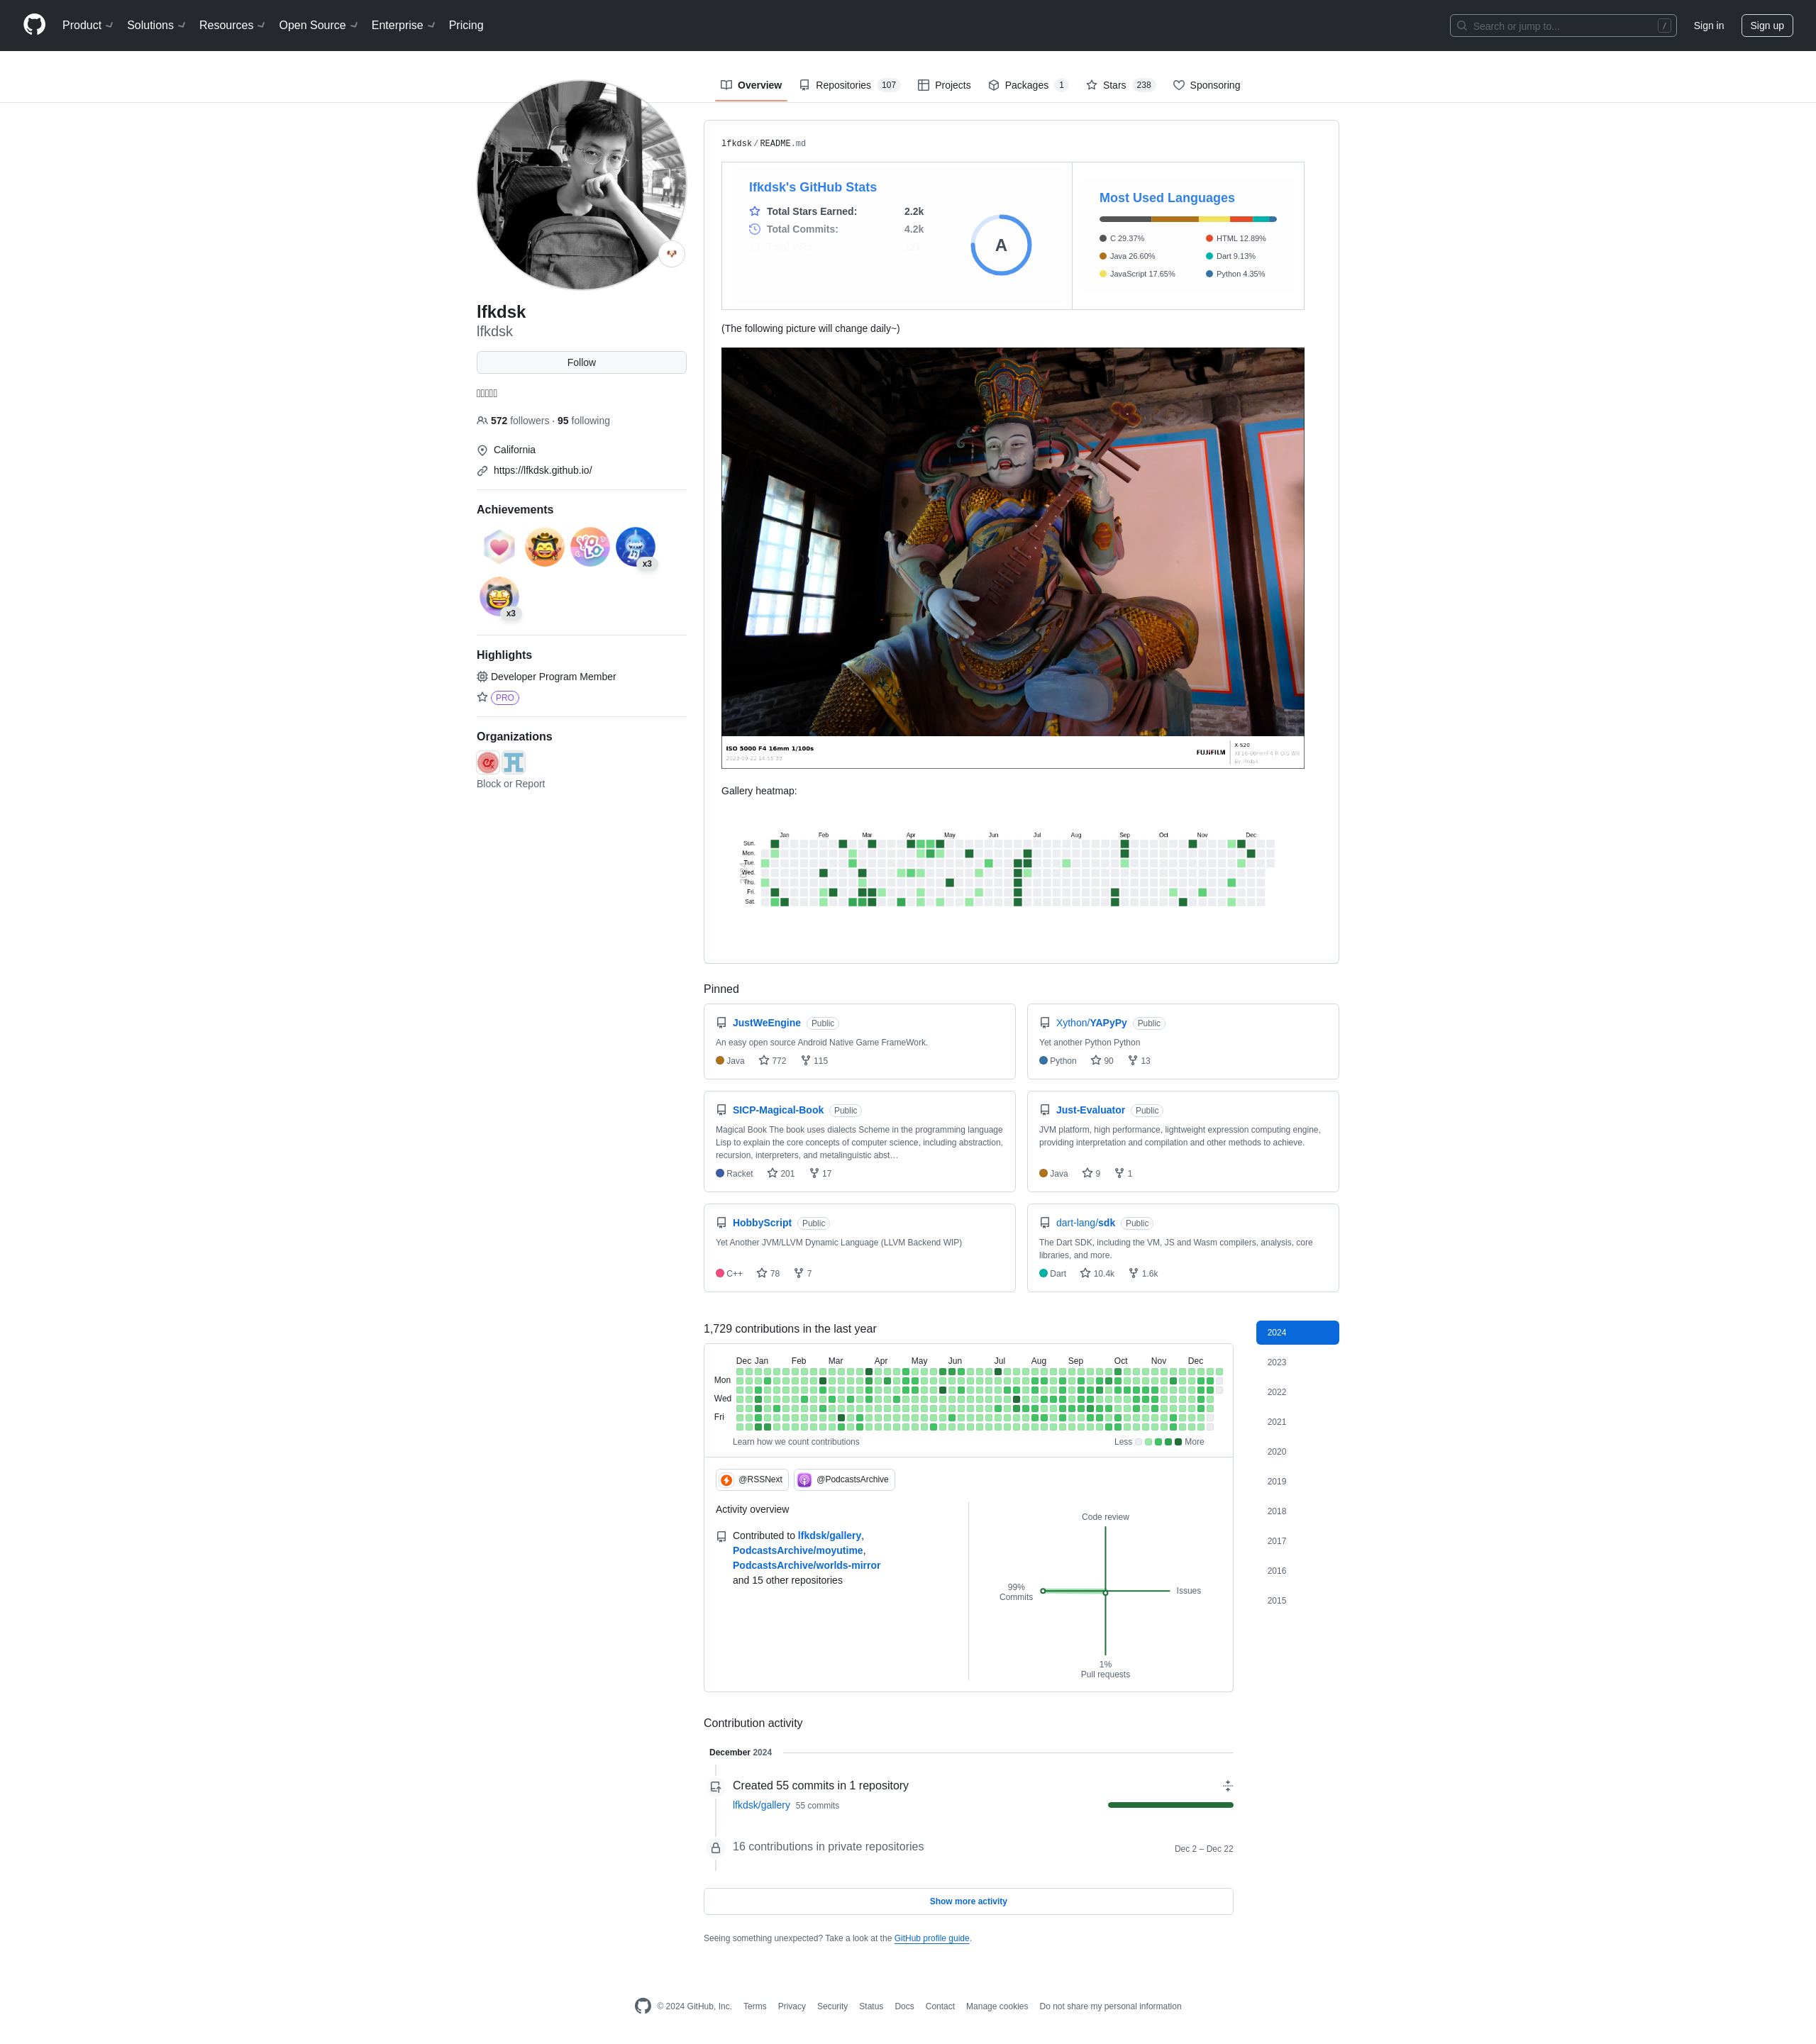 Product Solutions Resources Open Source Enterprise Pricing
Search or jump to...
/
Sign in
Sign up
Overview
Repositories 107
Projects
Packages 1
Stars 238
Sponsoring
lfkdsk
lfkdsk
Follow
572 followers · 95 following
California
https://lfkdsk.github.io/
Achievements
YOLO
x3
x3
Highlights
Developer Program Member
PRO
Organizations
Block or Report
lfkdsk / README.md
lfkdsk's GitHub Stats
Total Stars Earned: 2.2k
Total Commits: 4.2k
A
Most Used Languages
C 29.37%
HTML 12.89%
Java 26.60%
Dart 9.13%
JavaScript 17.65%
Python 4.35%
(The following picture will change daily~)
ISO 5000 F4 16mm 1/100s
FUJIFILM
X-S20
Gallery heatmap:
Jan Feb Mar Apr May Jun Jul Aug Sep Oct Nov Dec
Sun.
Mon.
Tue.
Wed.
Thu.
Fri.
Sat.
Pinned
JustWeEngine Public
An easy open source Android Native Game FrameWork.
Java 772 115
Xython/YAPyPy Public
Yet another Python Python
Python 90 13
SICP-Magical-Book Public
Magical Book The book uses dialects Scheme in the programming language
Lisp to explain the core concepts of computer science, including abstraction,
recursion, interpreters, and metalinguistic abst…
Racket 201 17
Just-Evaluator Public
JVM platform, high performance, lightweight expression computing engine,
providing interpretation and compilation and other methods to achieve.
Java 9 1
HobbyScript Public
Yet Another JVM/LLVM Dynamic Language (LLVM Backend WIP)
C++ 78 7
dart-lang/sdk Public
The Dart SDK, including the VM, JS and Wasm compilers, analysis, core
libraries, and more.
Dart 10.4k 1.6k
1,729 contributions in the last year
Dec Jan Feb Mar Apr May Jun Jul Aug Sep Oct Nov Dec
Mon
Wed
Fri
Learn how we count contributions
Less More
@RSSNext
@PodcastsArchive
Activity overview
Contributed to lfkdsk/gallery,
PodcastsArchive/moyutime,
PodcastsArchive/worlds-mirror
and 15 other repositories
Code review
99%
Commits
Issues
1%
Pull requests
2024
2023
2022
2021
2020
2019
2018
2017
2016
2015
Contribution activity
December 2024
Created 55 commits in 1 repository
lfkdsk/gallery 55 commits
16 contributions in private repositories
Dec 2 – Dec 22
Show more activity
Seeing something unexpected? Take a look at the GitHub profile guide.
© 2024 GitHub, Inc. Terms Privacy Security Status Docs Contact Manage cookies Do not share my personal information